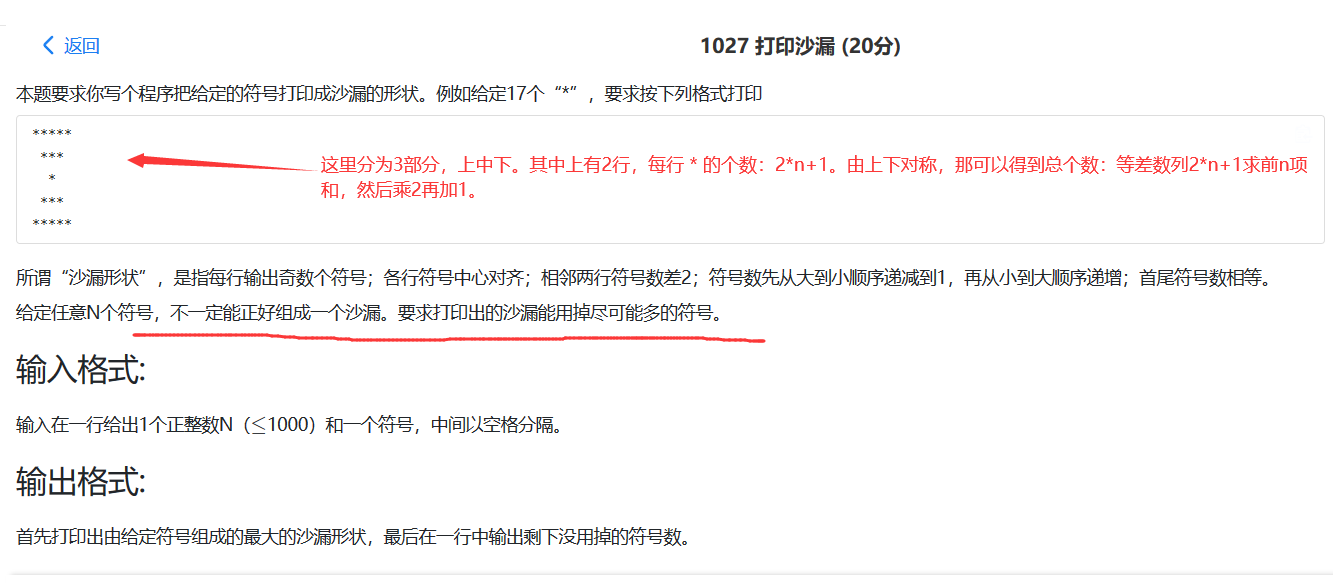 返回
1027 打印沙漏 (20分)
本题要求你写个程序把给定的符号打印成沙漏的形状。例如给定17个“*”，要求按下列格式打印
*****
***
*
***
*****
这里分为3部分，上中下。其中上有2行，每行 * 的个数：2*n+1。由上下对称，那可以得到总个数：等差数列2*n+1求前n项
和，然后乘2再加1。
所谓“沙漏形状”，是指每行输出奇数个符号；各行符号中心对齐；相邻两行符号数差2；符号数先从大到小顺序递减到1，再从小到大顺序递增；首尾符号数相等。
给定任意N个符号，不一定能正好组成一个沙漏。要求打印出的沙漏能用掉尽可能多的符号。
输入格式:
输入在一行给出1个正整数N（≤1000）和一个符号，中间以空格分隔。
输出格式:
首先打印出由给定符号组成的最大的沙漏形状，最后在一行中输出剩下没用掉的符号数。